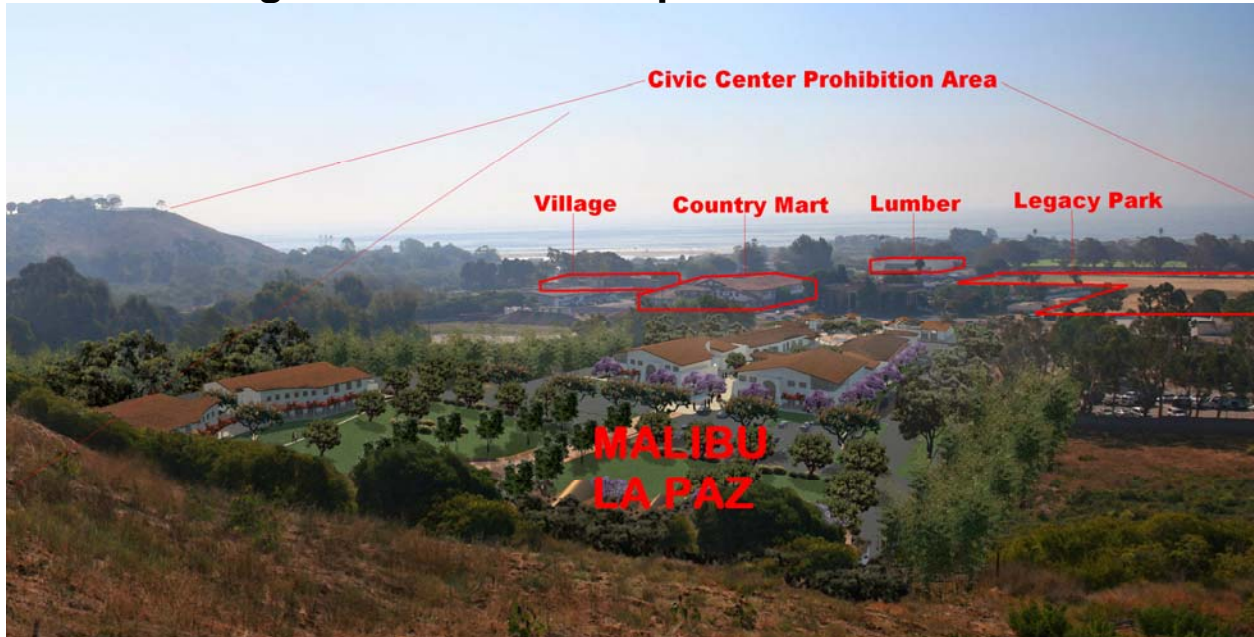 Civic Center Prohibition Area
Village
Country Mart
Lumber
Legacy Park
MALIBU
LA PAZ